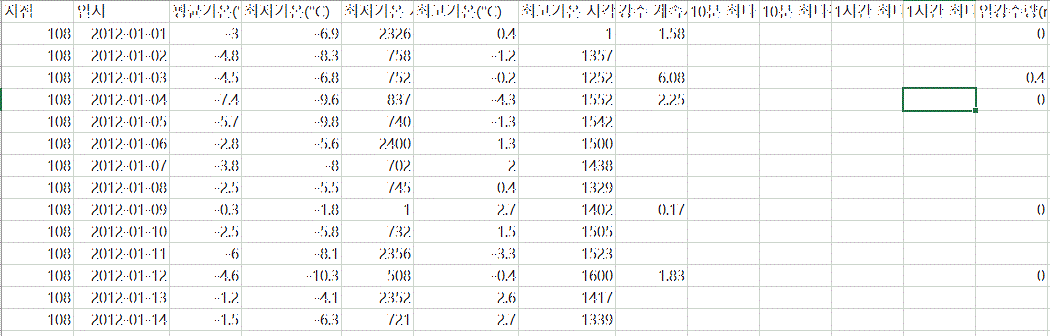 지점 일시 평균기온(° 최저기온(°C) 최저기온 시 최고기온(°C) 최고기온 시각 강수 계속시 10분 최다 10분 최다 1시간 최다 1시간 최다 일강수량(m
108 2012-01-01 -3 -6.9 2326 0.4 1 1.58 0
108 2012-01-02 -4.8 -8.3 758 -1.2 1357
108 2012-01-03 -4.5 -6.8 752 -0.2 1252 6.08 0.4
108 2012-01-04 -7.4 -9.6 837 -4.3 1552 2.25 0
108 2012-01-05 -5.7 -9.8 740 -1.3 1542
108 2012-01-06 -2.8 -5.6 2400 1.3 1500
108 2012-01-07 -3.8 -8 702 2 1438
108 2012-01-08 -2.5 -5.5 745 0.4 1329
108 2012-01-09 -0.3 -1.8 1 2.7 1402 0.17 0
108 2012-01-10 -2.5 -5.8 732 1.5 1505
108 2012-01-11 -6 -8.1 2356 -3.3 1523
108 2012-01-12 -4.6 -10.3 508 -0.4 1600 1.83 0
108 2012-01-13 -1.2 -4.1 2352 2.6 1417
108 2012-01-14 -1.5 -6.3 721 2.7 1339